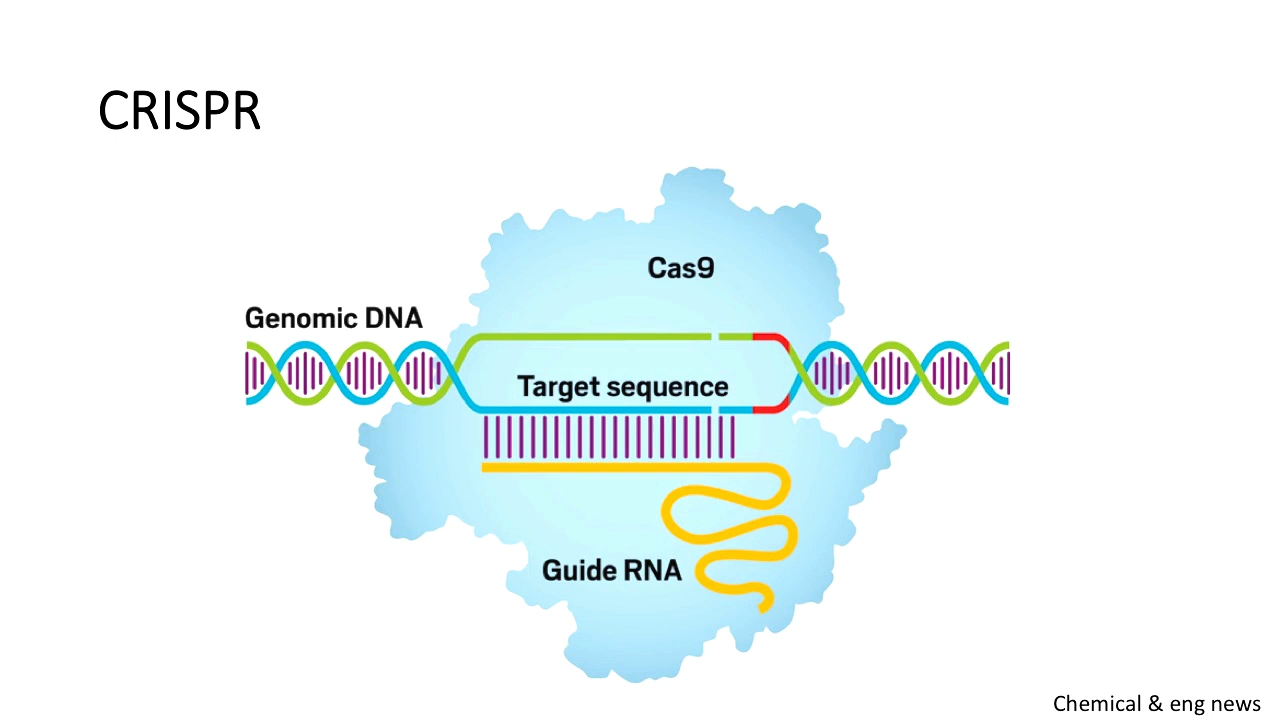 CRISPR
Cas9
Genomic DNA
Target sequence
Guide RNA
Chemical & eng news